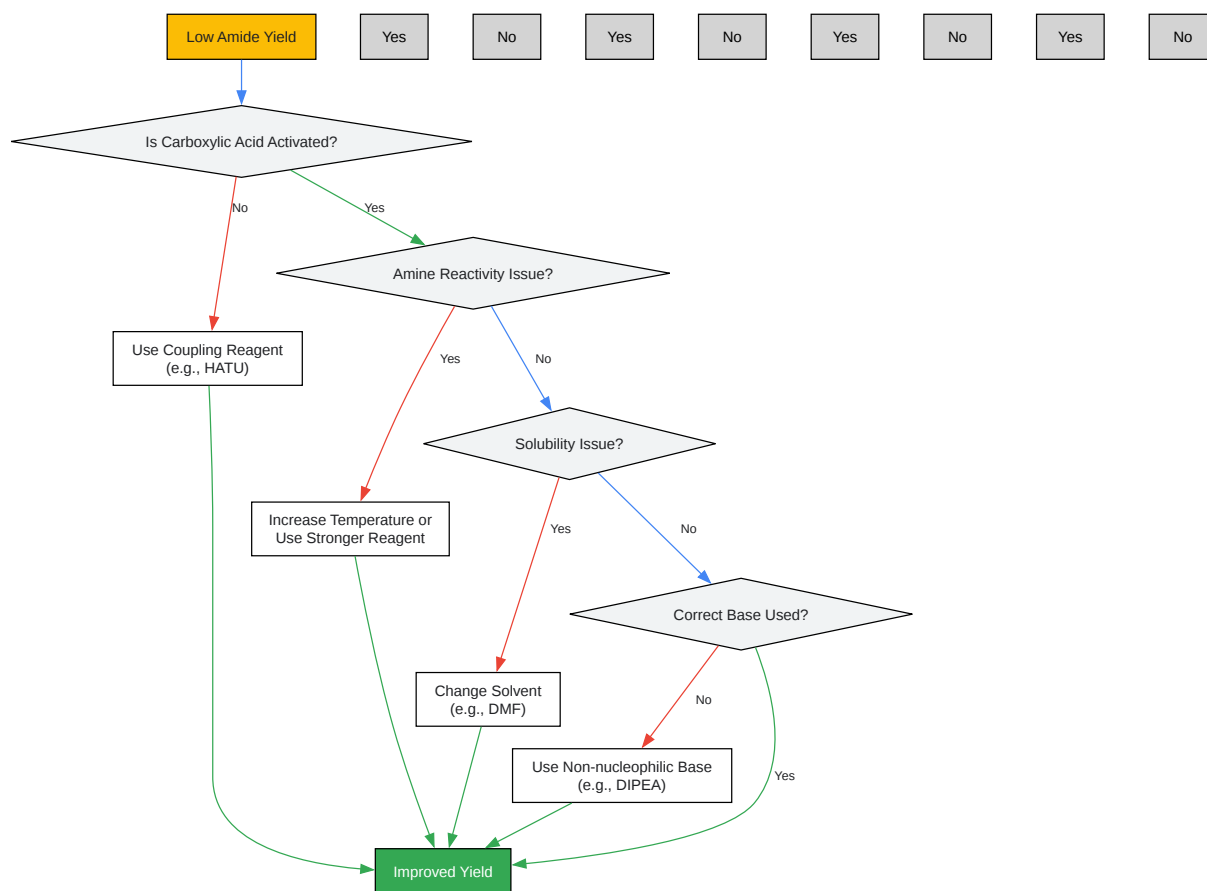 Low Amide Yield
Yes
No
Yes
No
Yes
No
Yes
No
Is Carboxylic Acid Activated?
No
Yes
Amine Reactivity Issue?
Use Coupling Reagent
(e.g., HATU)
Yes
No
Solubility Issue?
Increase Temperature or
Use Stronger Reagent
Yes
No
Correct Base Used?
Change Solvent
(e.g., DMF)
No
Use Non-nucleophilic Base
(e.g., DIPEA)
Yes
Improved Yield